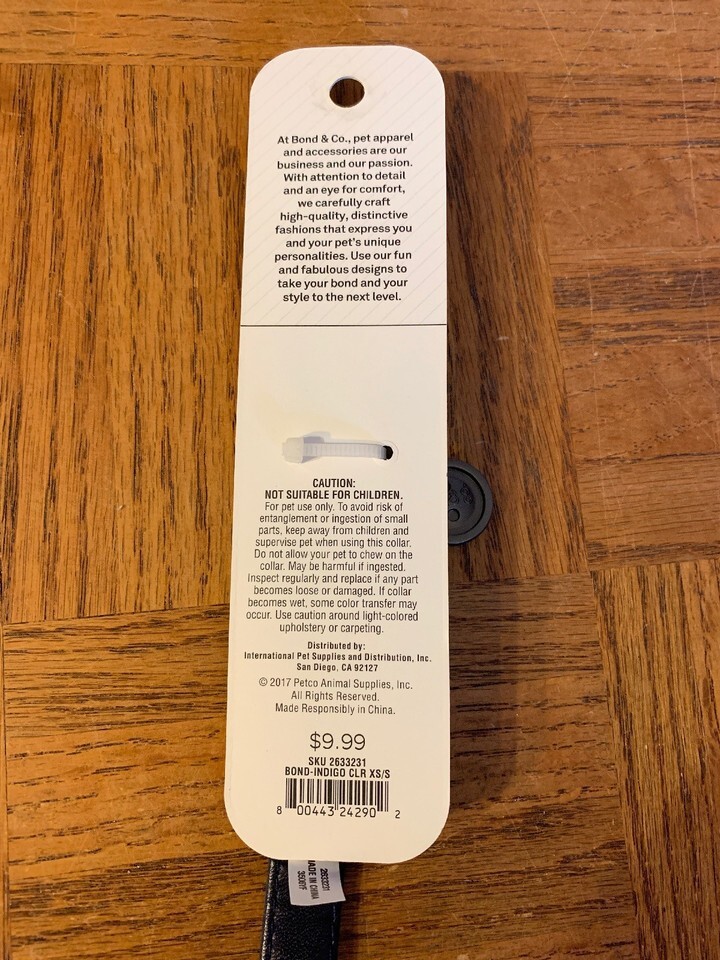 At Bond & Co., pet apparel
and accessories are our
business and our passion.
With attention to detail
and an eye for comfort,
we carefully craft
high-quality, distinctive
fashions that express you
and your pet's unique
personalities. Use our fun
and fabulous designs to
take your bond and your
style to the next level.
CAUTION:
NOT SUITABLE FOR CHILDREN.
For pet use only. To avoid risk of
entanglement or ingestion of small
parts, keep away from children and
supervise pet when using this collar.
Do not allow your pet to chew on the
collar. May be harmful if ingested.
Inspect regularly and replace if any part
becomes loose or damaged. If collar
becomes wet, some color transfer may
occur. Use caution around light-colored
upholstery or carpeting.
Distributed by:
International Pet Supplies and Distribution, Inc.
San Diego, CA 92127
© 2017 Petco Animal Supplies, Inc.
All Rights Reserved.
Made Responsibly in China.
$9.99
SKU 2633231
BOND-INDIGO CLR XS/S
8 00443 24290 2
2633231
MADE IN CHINA